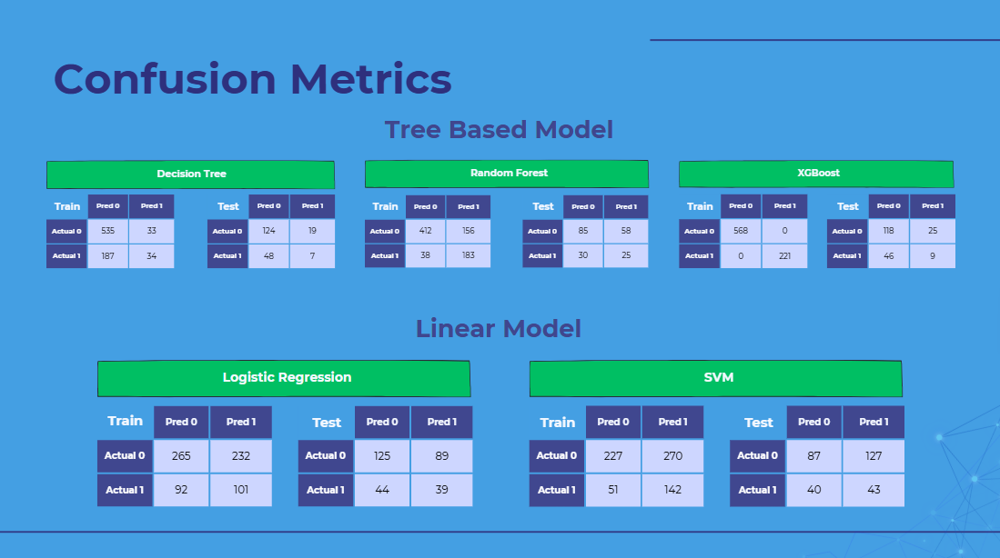 Confusion Metrics
Tree Based Model
Decision Tree Random Forest XGBoost
Train Pred 0 Pred 1 Test Pred 0 Pred 1 Train Pred 0 Pred 1 Test Pred 0 Pred 1 Train Pred 0 Pred 1 Test Pred 0 Pred 1
Actual 0 535 33 Actual 0 124 19 Actual 0 412 156 Actual 0 85 58 Actual 0 568 0 Actual 0 118 25
Actual 1 187 34 Actual 1 48 7 Actual 1 38 183 Actual 1 30 25 Actual 1 0 221 Actual 1 46 9
Linear Model
Logistic Regression SVM
Train Pred 0 Pred 1 Test Pred 0 Pred 1 Train Pred 0 Pred 1 Test Pred 0 Pred 1
Actual 0 265 232 Actual 0 125 89 Actual 0 227 270 Actual 0 87 127
Actual 1 92 101 Actual 1 44 39 Actual 1 51 142 Actual 1 40 43